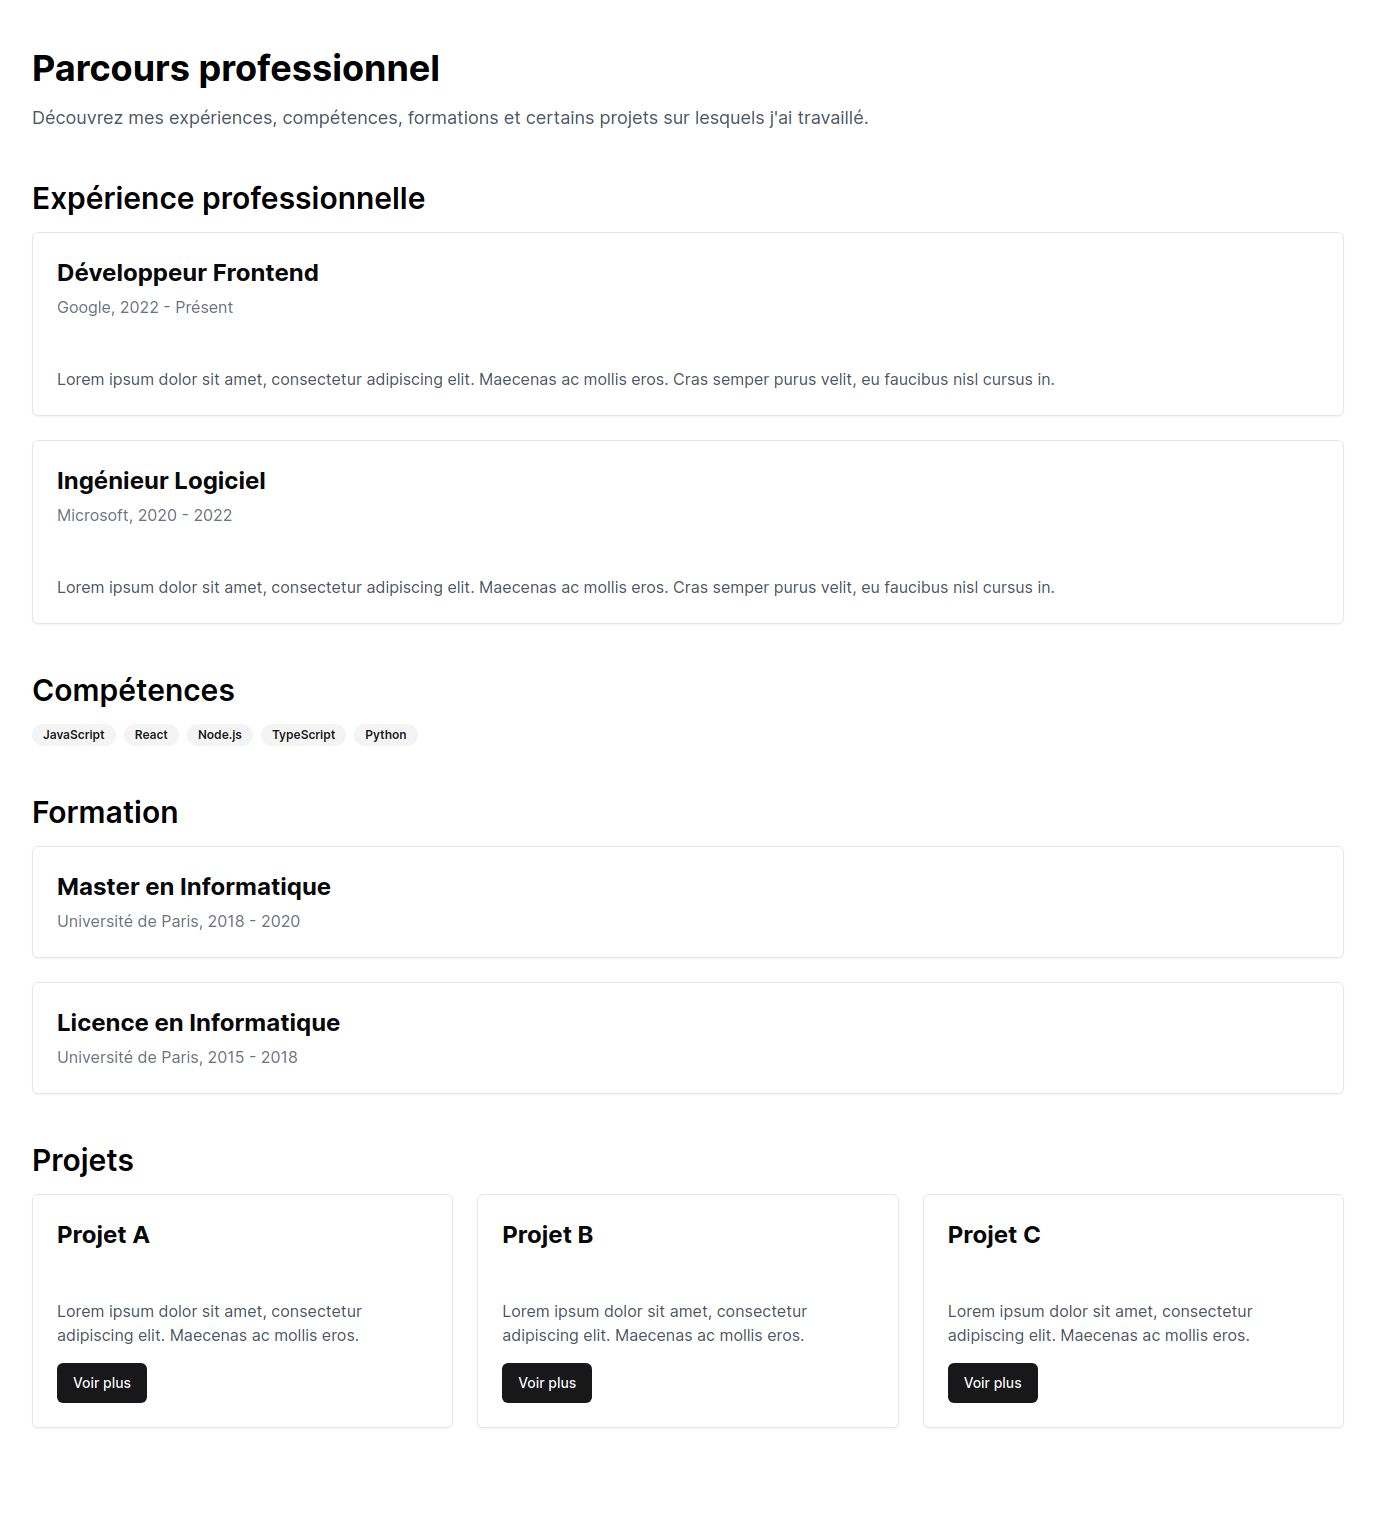 Parcours professionnel
Découvrez mes expériences, compétences, formations et certains projets sur lesquels j'ai travaillé.
Expérience professionnelle
Développeur Frontend
Google, 2022 - Présent
Lorem ipsum dolor sit amet, consectetur adipiscing elit. Maecenas ac mollis eros. Cras semper purus velit, eu faucibus nisl cursus in.
Ingénieur Logiciel
Microsoft, 2020 - 2022
Lorem ipsum dolor sit amet, consectetur adipiscing elit. Maecenas ac mollis eros. Cras semper purus velit, eu faucibus nisl cursus in.
Compétences
JavaScript React Node.js TypeScript Python
Formation
Master en Informatique
Université de Paris, 2018 - 2020
Licence en Informatique
Université de Paris, 2015 - 2018
Projets
Projet A
Lorem ipsum dolor sit amet, consectetur
adipiscing elit. Maecenas ac mollis eros.
Voir plus
Projet B
Lorem ipsum dolor sit amet, consectetur
adipiscing elit. Maecenas ac mollis eros.
Voir plus
Projet C
Lorem ipsum dolor sit amet, consectetur
adipiscing elit. Maecenas ac mollis eros.
Voir plus